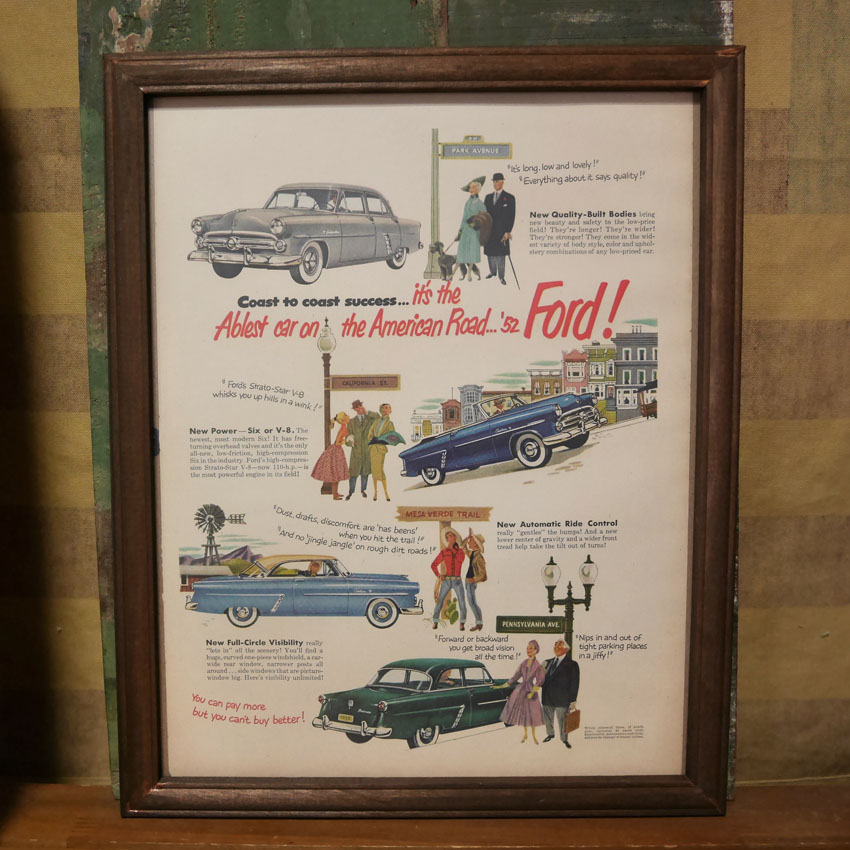 PARK AVENUE
"It's long, low and lovely!"
"Everything about it says quality!"
New Quality-Built Bodies bring
new beauty and safety to the low-price
field! They're longer! They're wider!
They're stronger! They come in the wid-
est variety of body style, color and uphol-
stery combinations of any low-priced car.
Coast to coast success... it's the
Ablest car on the American Road... '52 Ford!
CALIFORNIA ST.
"Ford's Strato-Star V-8
whisks you up hills in a wink!"
New Power—Six or V-8. The
newest, most modern Six! It has free-
turning overhead valves and it's the only
all-new, low-friction, high-compression
Six in the industry. Ford's high-compres-
sion Strato-Star V-8—now 110-h.p.—is
the most powerful engine in its field!
MESA VERDE TRAIL
"Dust, drafts, discomfort are 'has beens'
when you hit the trail!"
"And no 'jingle jangle' on rough dirt roads!"
New Automatic Ride Control
really "gentles" the bumps! And a new
lower center of gravity and a wider front
tread help take the tilt out of turns!
PENNSYLVANIA AVE.
New Full-Circle Visibility really
"lets in" all the scenery! You'll find a
huge, curved one-piece windshield, a car-
wide rear window, narrower posts all
around... side windows that are picture-
window big. Here's visibility unlimited!
"Forward or backward
you get broad vision
all the time!"
"Nips in and out of
tight parking places
in a jiffy!"
You can pay more
but you can't buy better!